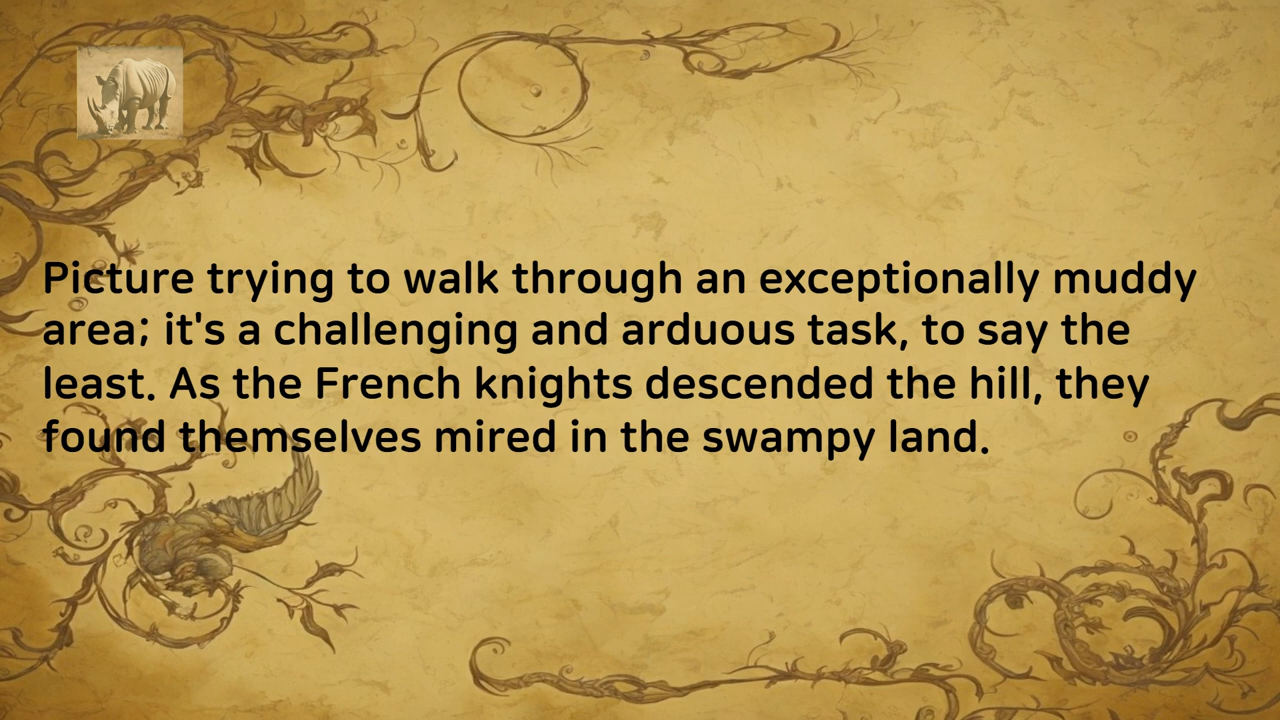 Picture trying to walk through an exceptionally muddy
area; it's a challenging and arduous task, to say the
least. As the French knights descended the hill, they
found themselves mired in the swampy land.